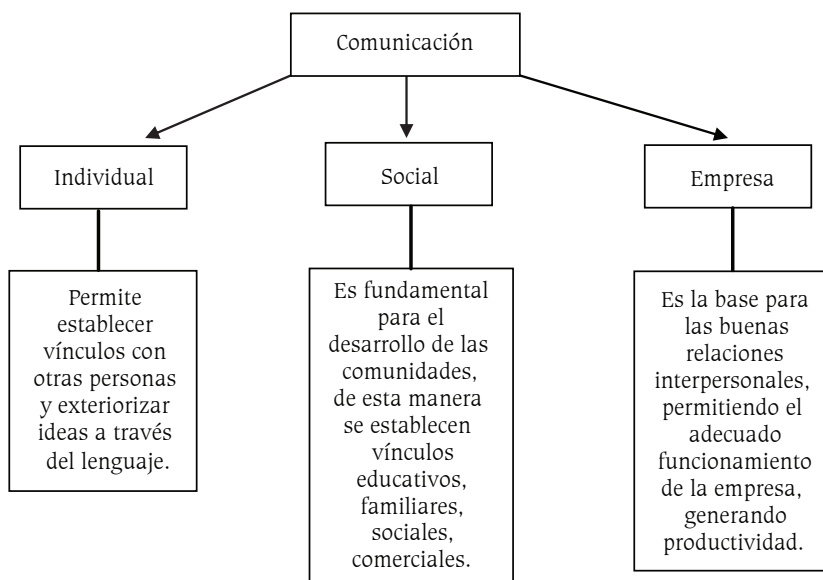 Comunicación
Individual
Social
Empresa
Permite
establecer
vínculos con
otras personas
y exteriorizar
ideas a través
del lenguaje.
Es fundamental
para el
desarrollo de las
comunidades,
de esta manera
se establecen
vínculos
educativos,
familiares,
sociales,
comerciales.
Es la base para
las buenas
relaciones
interpersonales,
permitiendo el
adecuado
funcionamiento
de la empresa,
generando
productividad.